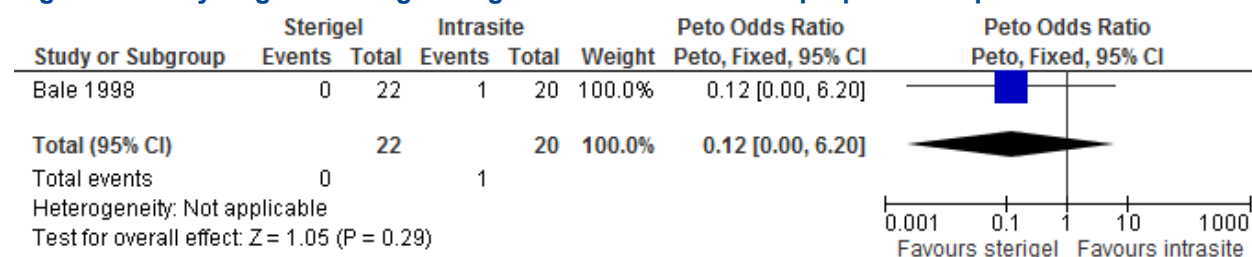 Sterigel Intrasite Peto Odds Ratio Peto Odds Ratio
Study or Subgroup Events Total Events Total Weight Peto, Fixed, 95% CI Peto, Fixed, 95% CI
Bale 1998 0 22 1 20 100.0% 0.12 [0.00, 6.20]
Total (95% CI) 22 20 100.0% 0.12 [0.00, 6.20]
Total events 0 1
Heterogeneity: Not applicable
Test for overall effect: Z = 1.05 (P = 0.29)
0.001 0.1 1 10 1000
Favours sterigel Favours intrasite